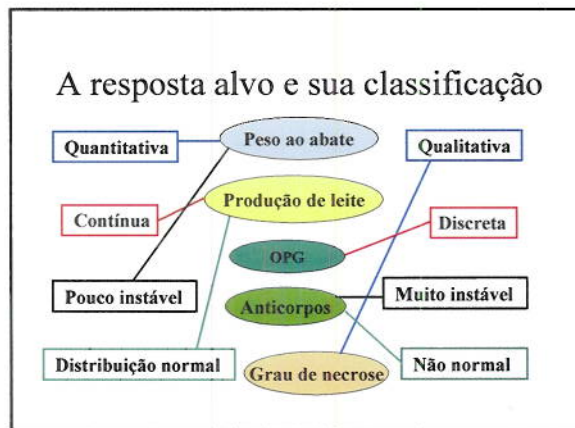 A resposta alvo e sua classificação
Quantitativa
Peso ao abate
Qualitativa
Produção de leite
Contínua
Discreta
OPG
Pouco instável
Anticorpos
Muito instável
Distribuição normal
Grau de necrose
Não normal